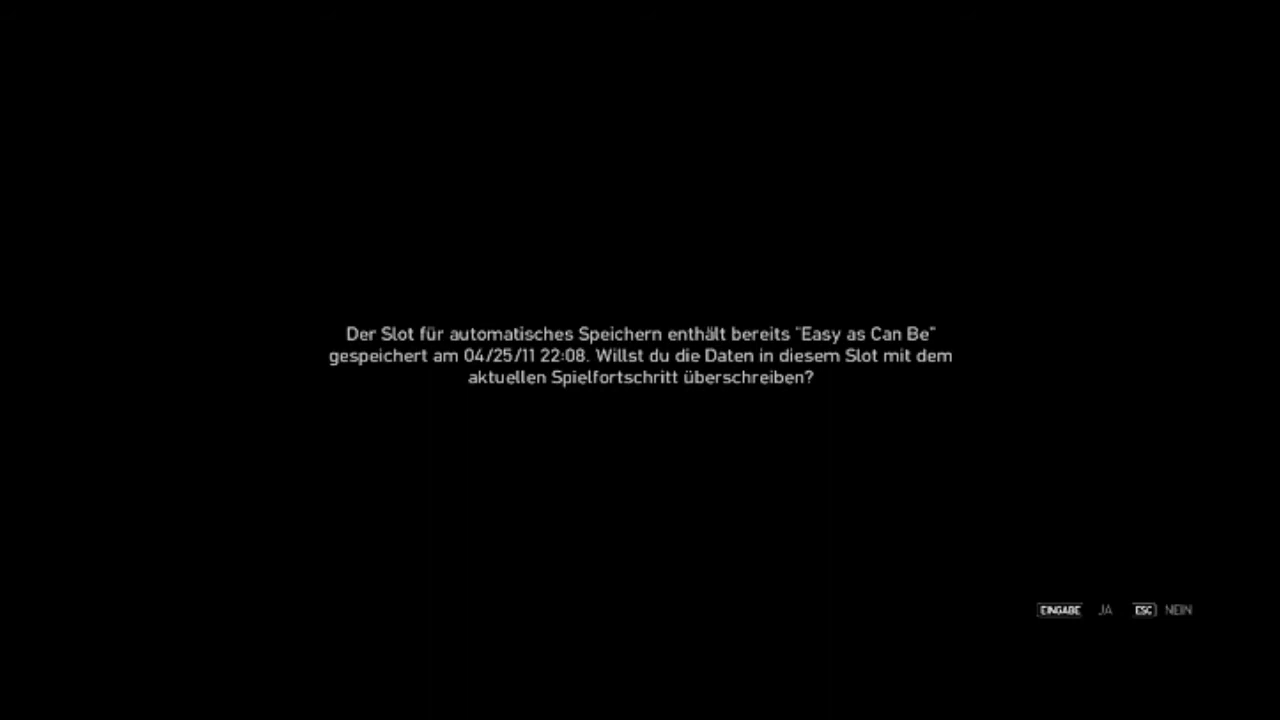 Der Slot für automatisches Speichern enthält bereits "Easy as Can Be"
gespeichert am 04/25/11 22:08. Willst du die Daten in diesem Slot mit dem
aktuellen Spielfortschritt überschreiben?
EINGABE JA ESC NEIN